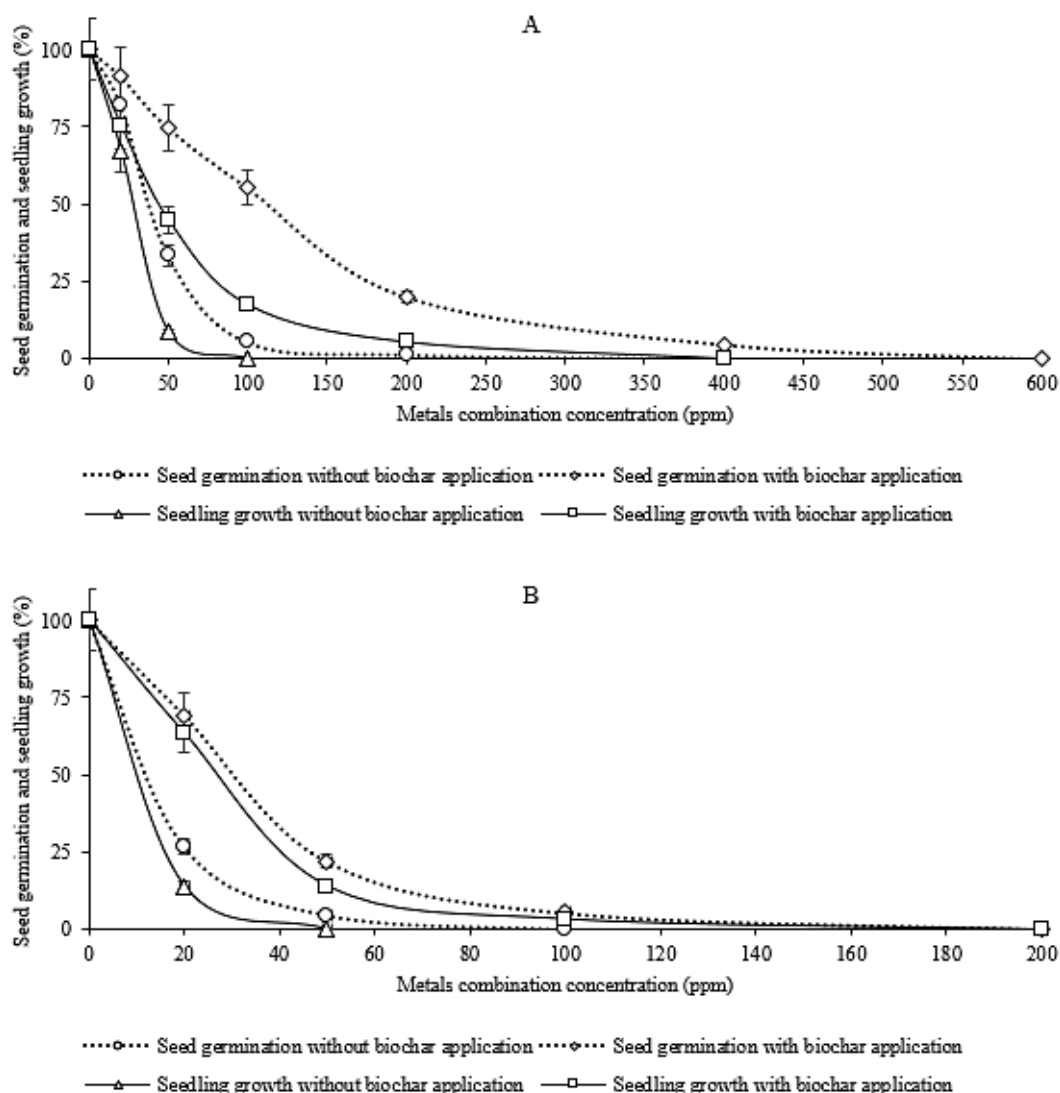 A
Seed germination and seedling growth (%)
100
75
50
25
0
0 50 100 150 200 250 300 350 400 450 500 550 600
Metals combination concentration (ppm)
Seed germination without biochar application Seed germination with biochar application
Seedling growth without biochar application Seedling growth with biochar application
B
Seed germination and seedling growth (%)
100
75
50
25
0
0 20 40 60 80 100 120 140 160 180 200
Metals combination concentration (ppm)
Seed germination without biochar application Seed germination with biochar application
Seedling growth without biochar application Seedling growth with biochar application